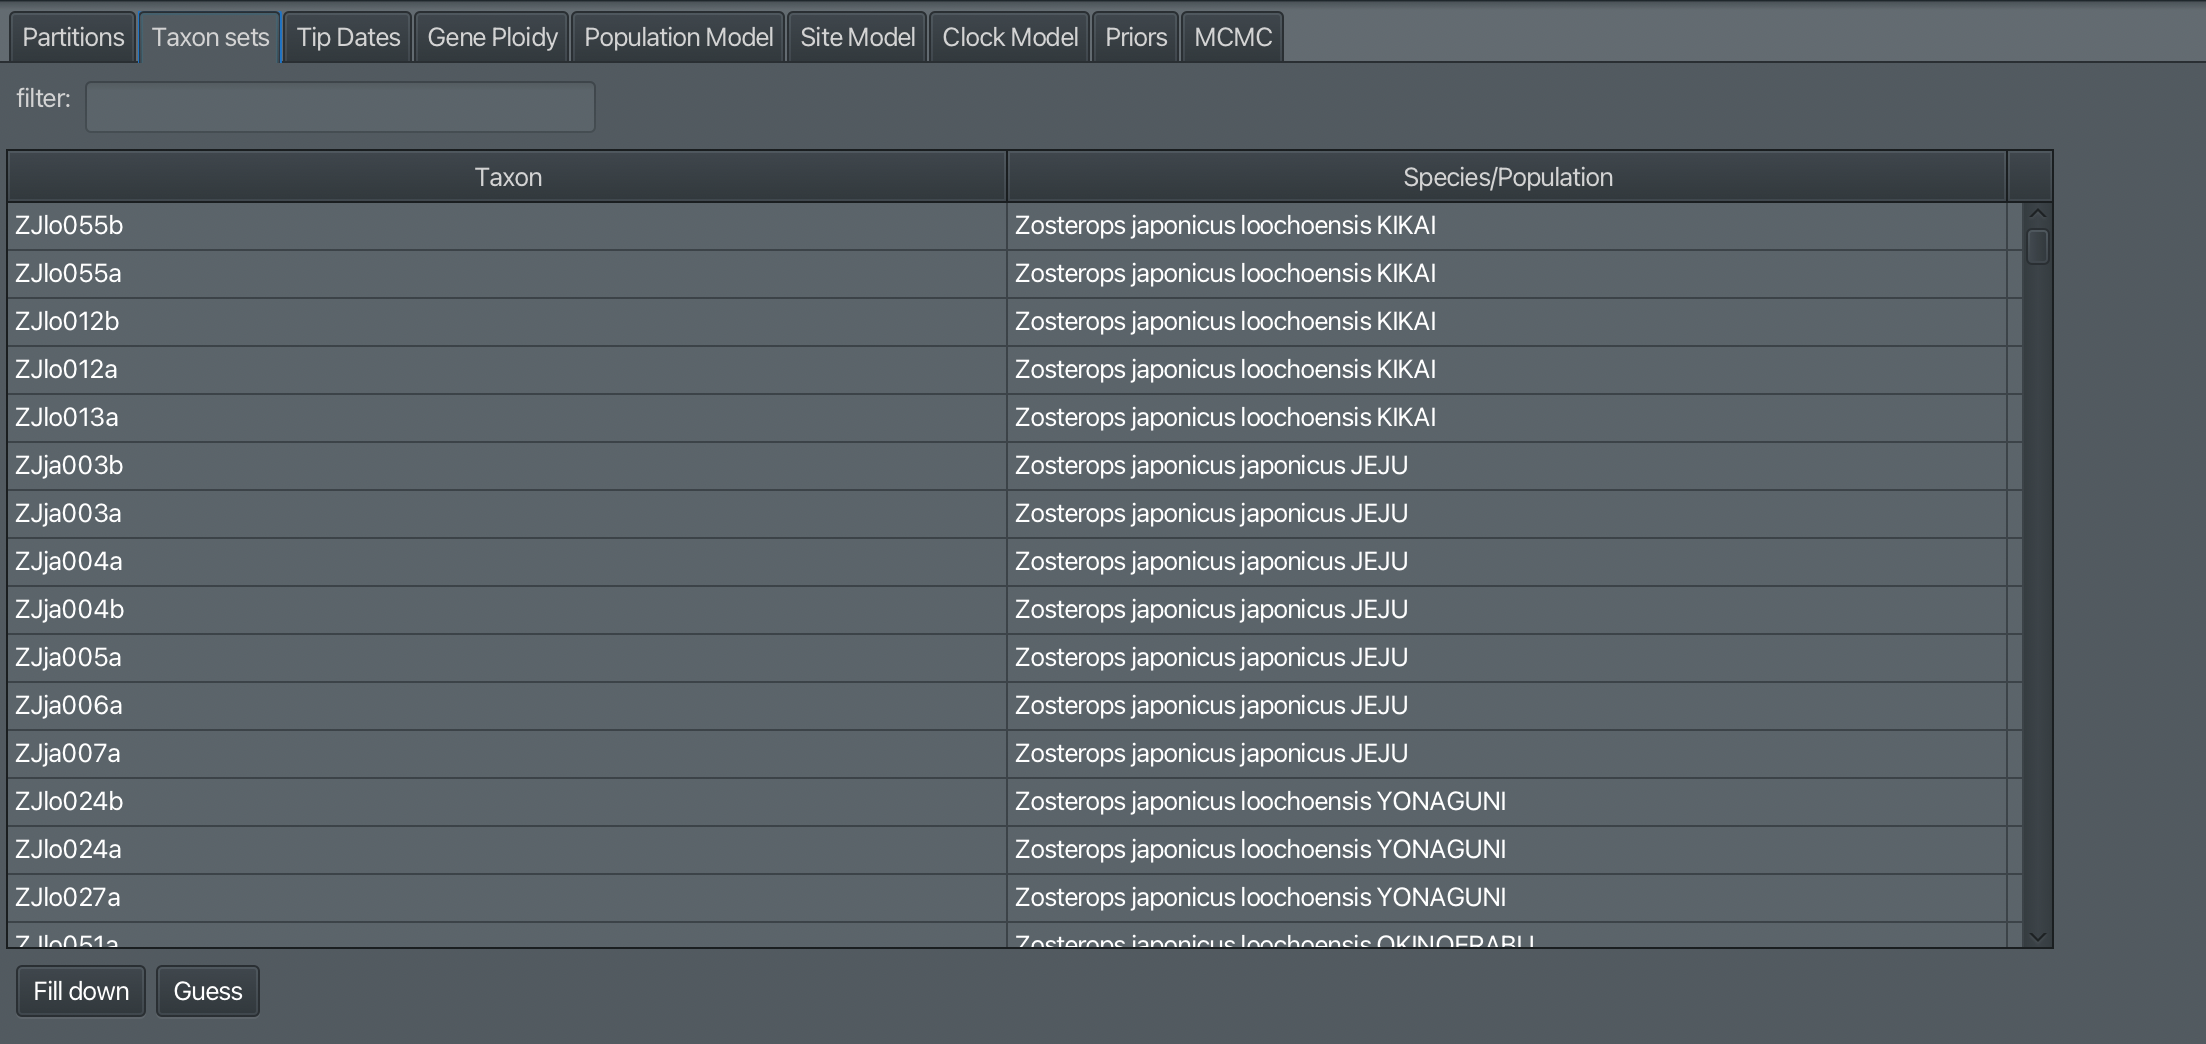 Partitions Taxon sets Tip Dates Gene Ploidy Population Model Site Model Clock Model Priors MCMC
filter:
Taxon Species/Population
ZJlo055b Zosterops japonicus loochoensis KIKAI
ZJlo055a Zosterops japonicus loochoensis KIKAI
ZJlo012b Zosterops japonicus loochoensis KIKAI
ZJlo012a Zosterops japonicus loochoensis KIKAI
ZJlo013a Zosterops japonicus loochoensis KIKAI
ZJja003b Zosterops japonicus japonicus JEJU
ZJja003a Zosterops japonicus japonicus JEJU
ZJja004a Zosterops japonicus japonicus JEJU
ZJja004b Zosterops japonicus japonicus JEJU
ZJja005a Zosterops japonicus japonicus JEJU
ZJja006a Zosterops japonicus japonicus JEJU
ZJja007a Zosterops japonicus japonicus JEJU
ZJlo024b Zosterops japonicus loochoensis YONAGUNI
ZJlo024a Zosterops japonicus loochoensis YONAGUNI
ZJlo027a Zosterops japonicus loochoensis YONAGUNI
ZJlo051a Zosterops japonicus loochoensis OKINOERABU
Fill down Guess